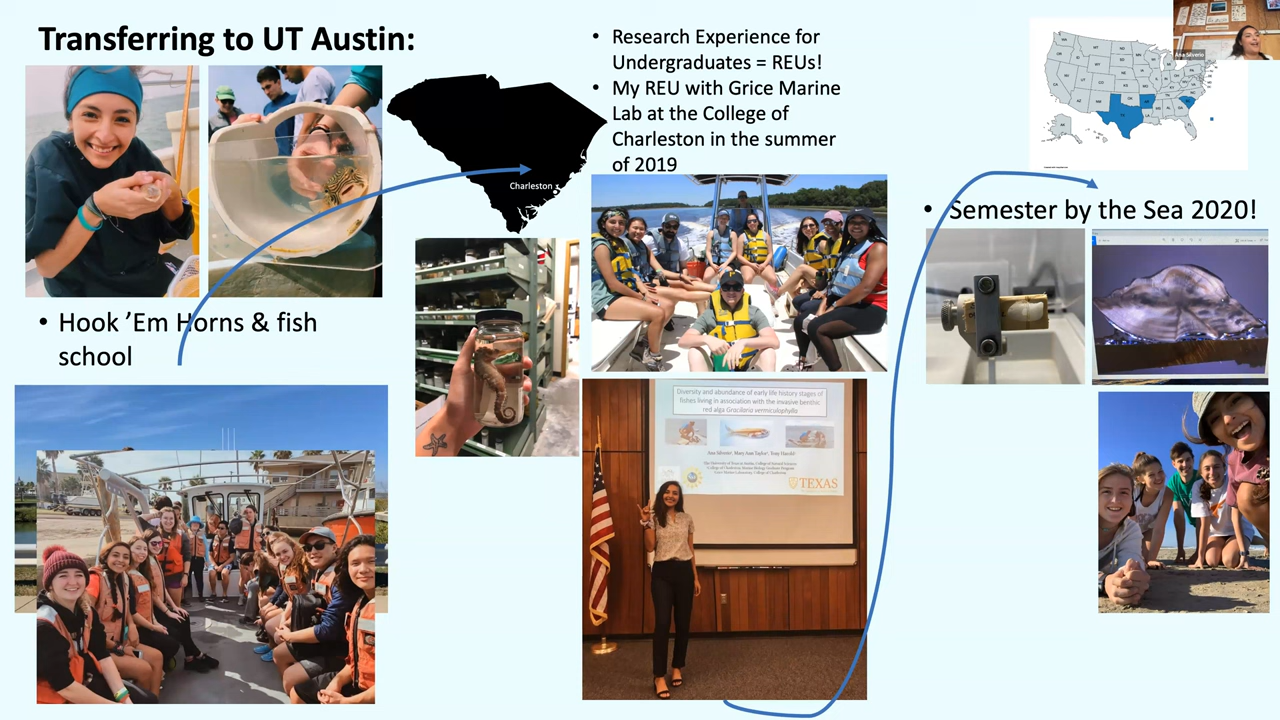 Transferring to UT Austin:
• Hook ’Em Horns & fish
school
Charleston
• Research Experience for
Undergraduates = REUs!
• My REU with Grice Marine
Lab at the College of
Charleston in the summer
of 2019
Diversity and abundance of early life history stages of
fishes living in association with the invasive benthic
red alga Gracilaria vermiculophylla
TEXAS
Ana Silverio
• Semester by the Sea 2020!